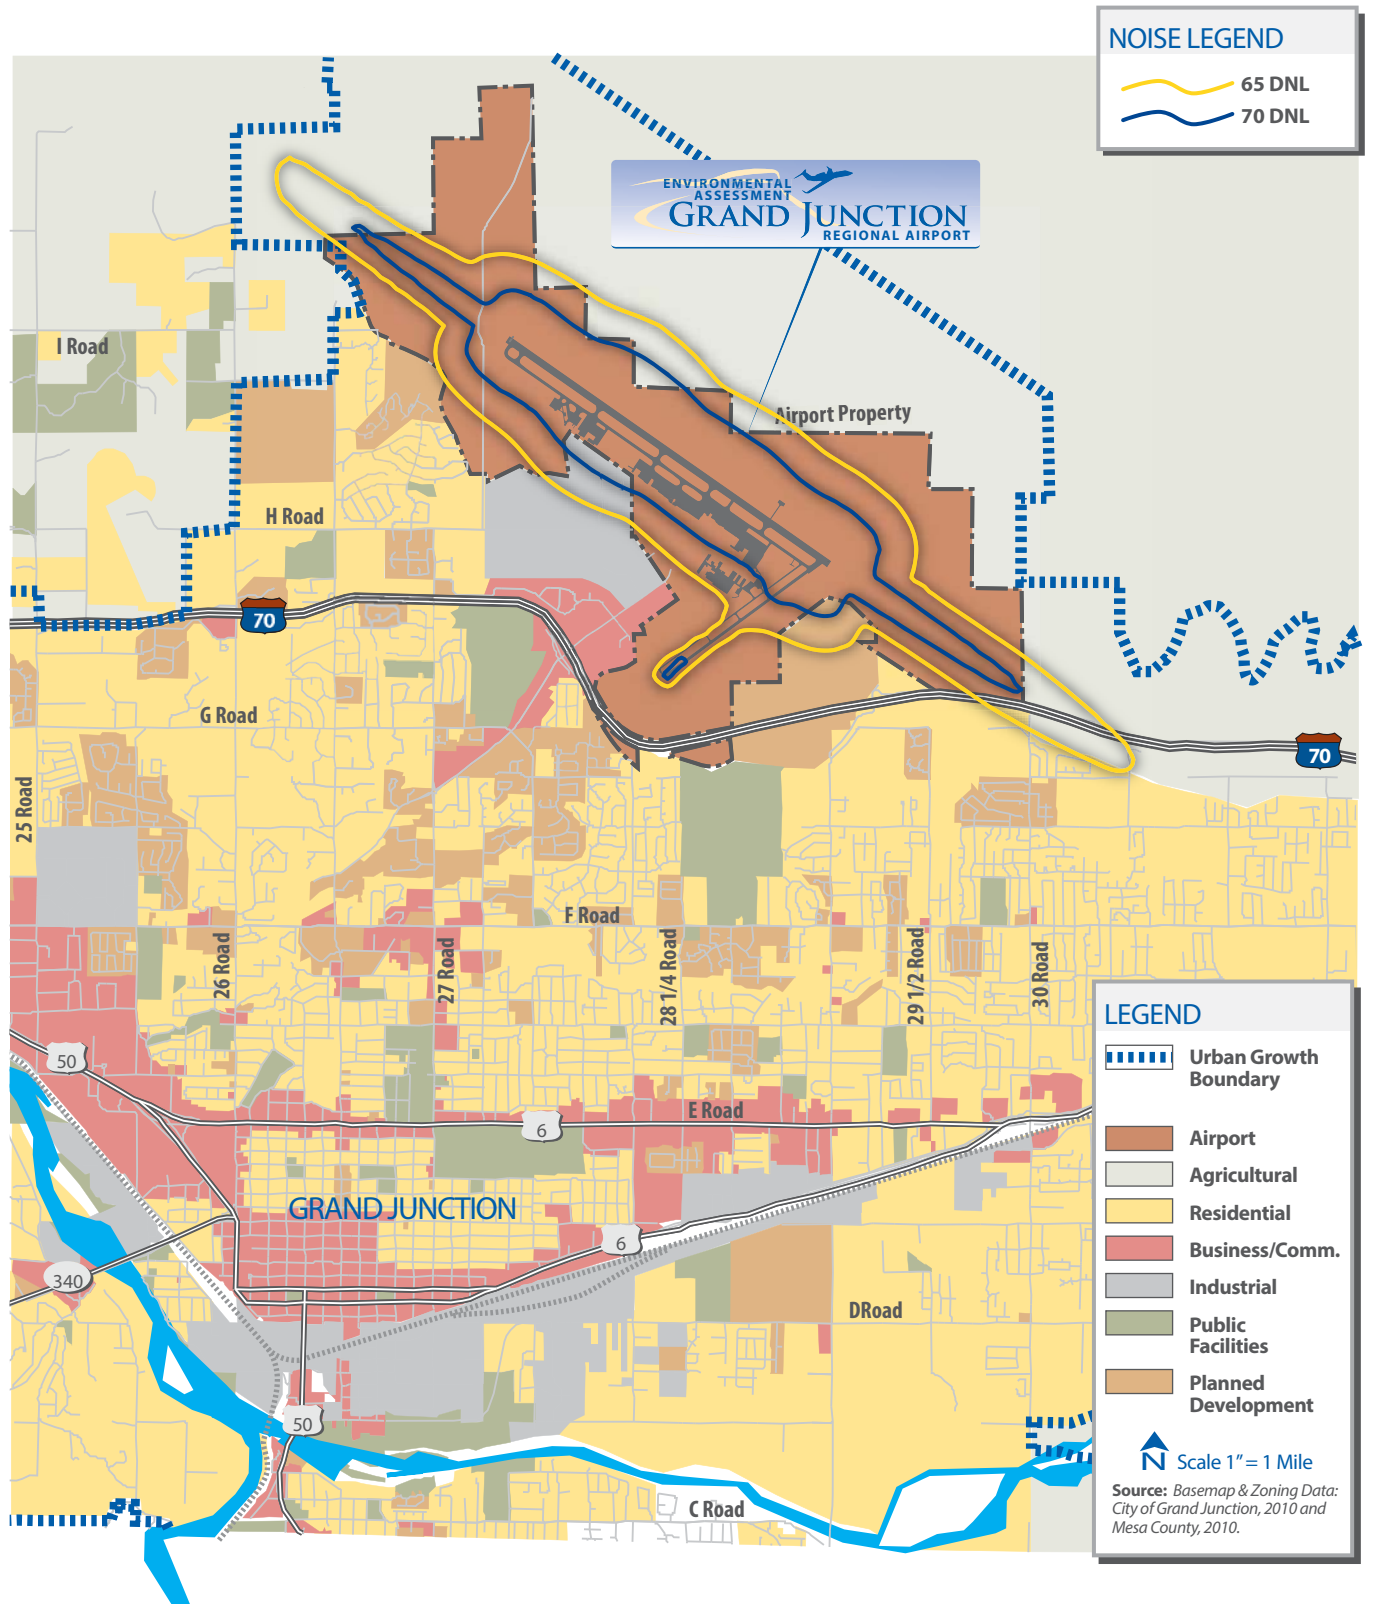 NOISE LEGEND
65 DNL
70 DNL
ENVIRONMENTAL
ASSESSMENT
GRAND JUNCTION
REGIONAL AIRPORT
I Road
Airport Property
H Road
70
G Road
70
25 Road
F Road
26 Road
27 Road
28 1/4 Road
29 1/2 Road
30 Road
50
E Road
6
GRAND JUNCTION
6
340
DRoad
50
C Road
LEGEND
Urban Growth
Boundary
Airport
Agricultural
Residential
Business/Comm.
Industrial
Public
Facilities
Planned
Development
N Scale 1” = 1 Mile
Source: Basemap & Zoning Data:
City of Grand Junction, 2010 and
Mesa County, 2010.